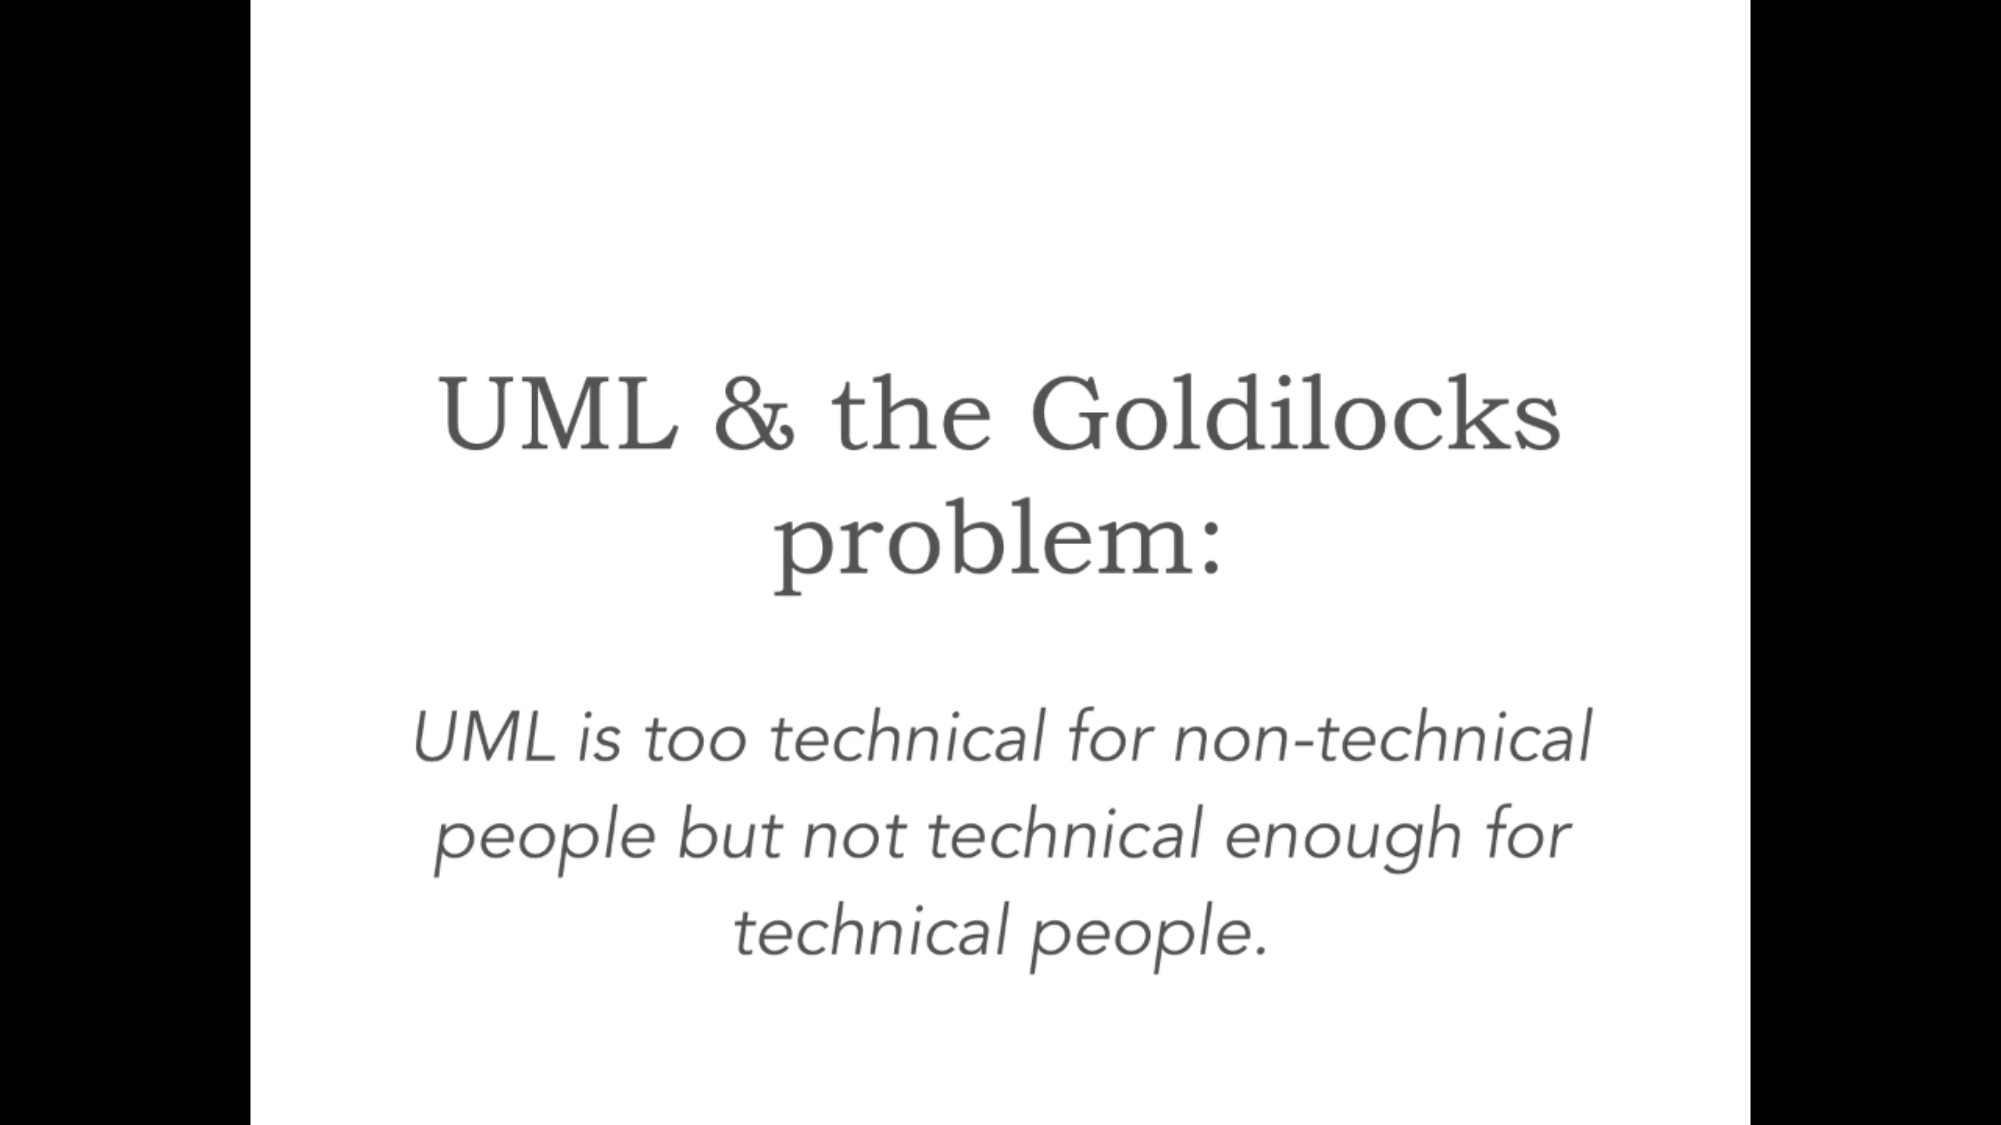 UML & the Goldilocks
problem:
UML is too technical for non-technical
people but not technical enough for
technical people.